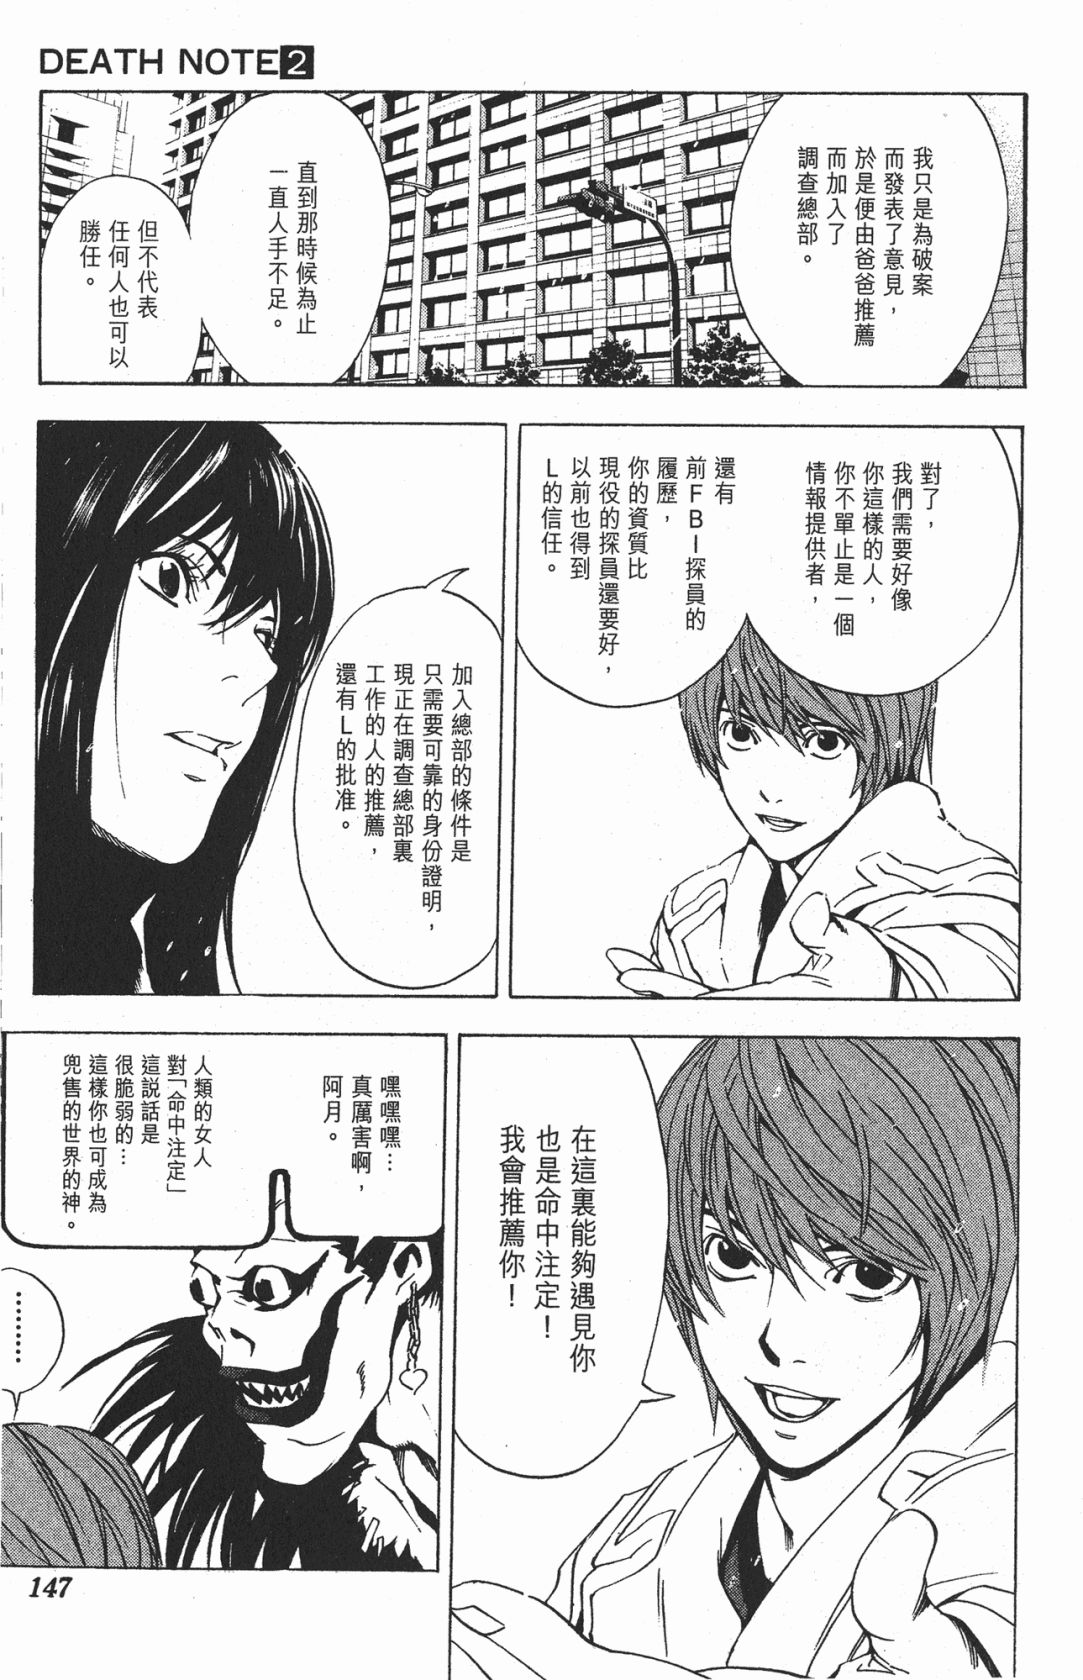 DEATH NOTE 2
我只是為破案
而發表了意見，
於是便由爸爸推薦
而加入了
調查總部。
直到那時候為止
一直人手不足。
但不代表
任何人也可以
勝任。
對了，
我們需要好像
你這樣的人，
你不單止是一個
情報提供者，
還有
前FBI探員的
履歷，
你的資質比
現役的探員還要好，
以前也得到
L的信任。
加入總部的條件是
只需要可靠的身份證明，
現正在調查總部裏
工作的人的推薦，
還有L的批准。
在這裏能夠遇見你
也是命中注定！
我會推薦你！
嘿嘿嘿…
真厲害啊，
阿月。
人類的女人
對「命中注定」
這説話是
很脆弱的…
這樣你也可成為
兜售的世界的神。
………
147